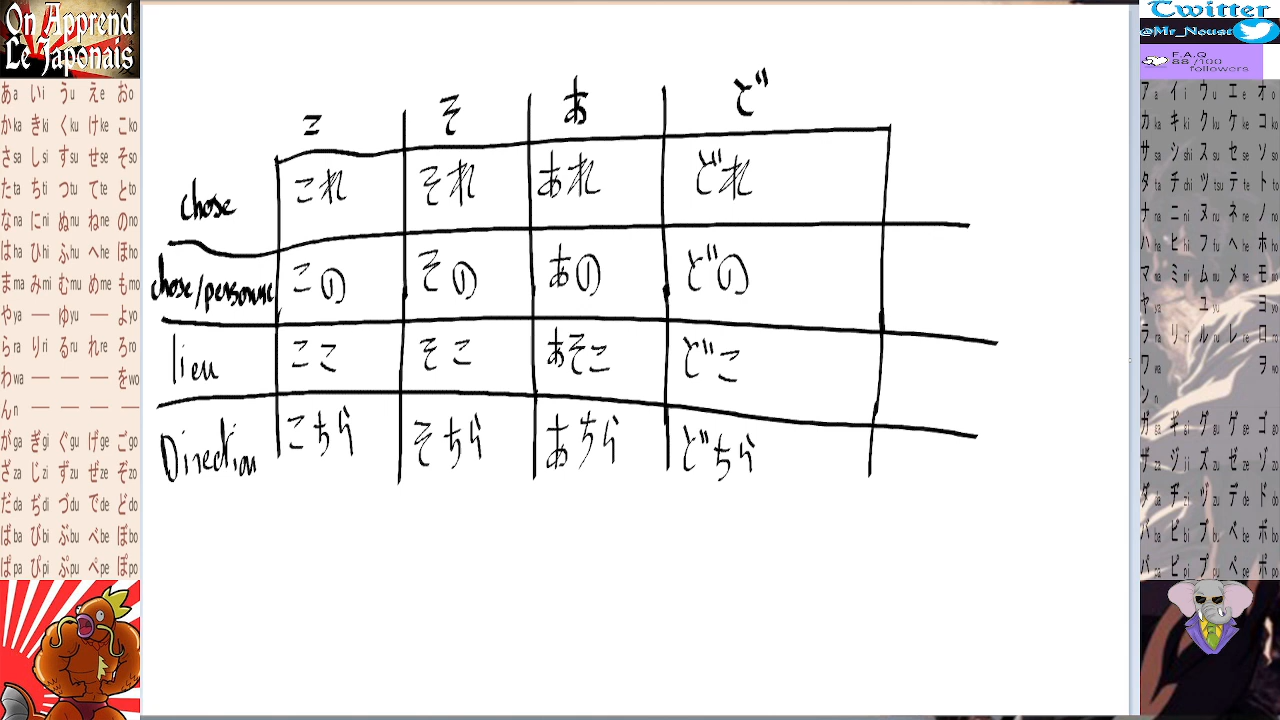 On Apprend
Le Japonais
あa いi うu えe おo
かka きki くku けke こko
さsa しsi すsu せse そso
たta ちti つtu てte とto
なna にni ぬnu ねne のno
はha ひhi ふhu へhe ほho
まma みmi むmu めme もmo
やya — ゆyu — よyo
らra りri るru れre ろro
わwa — — — をwo
んn — — — —
がga ぎgi ぐgu げge ごgo
ざza じzi ずzu ぜze ぞzo
だda ぢdi づdu でde どdo
ばba びbi ぶbu べbe ぼbo
ぱpa ぴpi ぷpu ぺpe ぽpo
こ そ あ ど
chose これ それ あれ どれ
chose/personne この その あの どの
lieu ここ そこ あそこ どこ
Direction こちら そちら あちら どちら
Twitter
@Mr_Noust
F.A.Q
88/100
followers
アa イi ウu エe オo
カka キki クku ケke コko
サsa シshi スsu セse ソso
タta チchi ツtsu テte トto
ナna ニni ヌnu ネne ノno
ハha ヒhi フfu ヘhe ホho
マma ミmi ムmu メme モmo
ヤya ユyu ヨyo
ラra リri ルru レre ロro
ワwa ヲwo
ンn
ガga ギgi グgu ゲge ゴgo
ザza ジji ズzu ゼze ゾzo
ダda ヂzi ヅzu デde ドdo
バba ビbi ブbu ベbe ボbo
パpa ピpi プpu ペpe ポpo